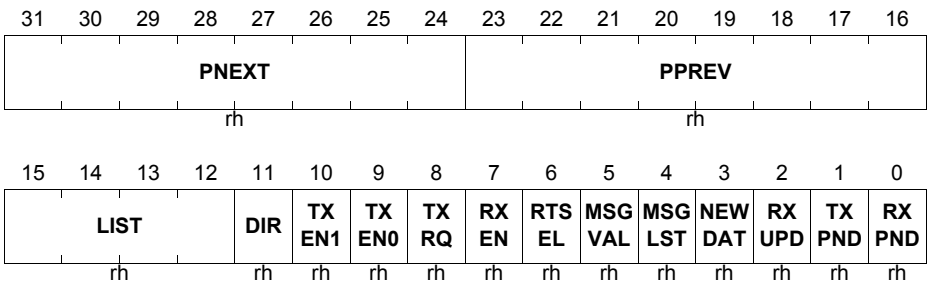 31 30 29 28 27 26 25 24 23 22 21 20 19 18 17 16
PNEXT PPREV
rh rh
15 14 13 12 11 10 9 8 7 6 5 4 3 2 1 0
LIST DIR TX EN1 TX EN0 TX RQ RX EN RTS EL MSG VAL MSG LST NEW DAT RX UPD TX PND RX PND
rh rh rh rh rh rh rh rh rh rh rh rh rh